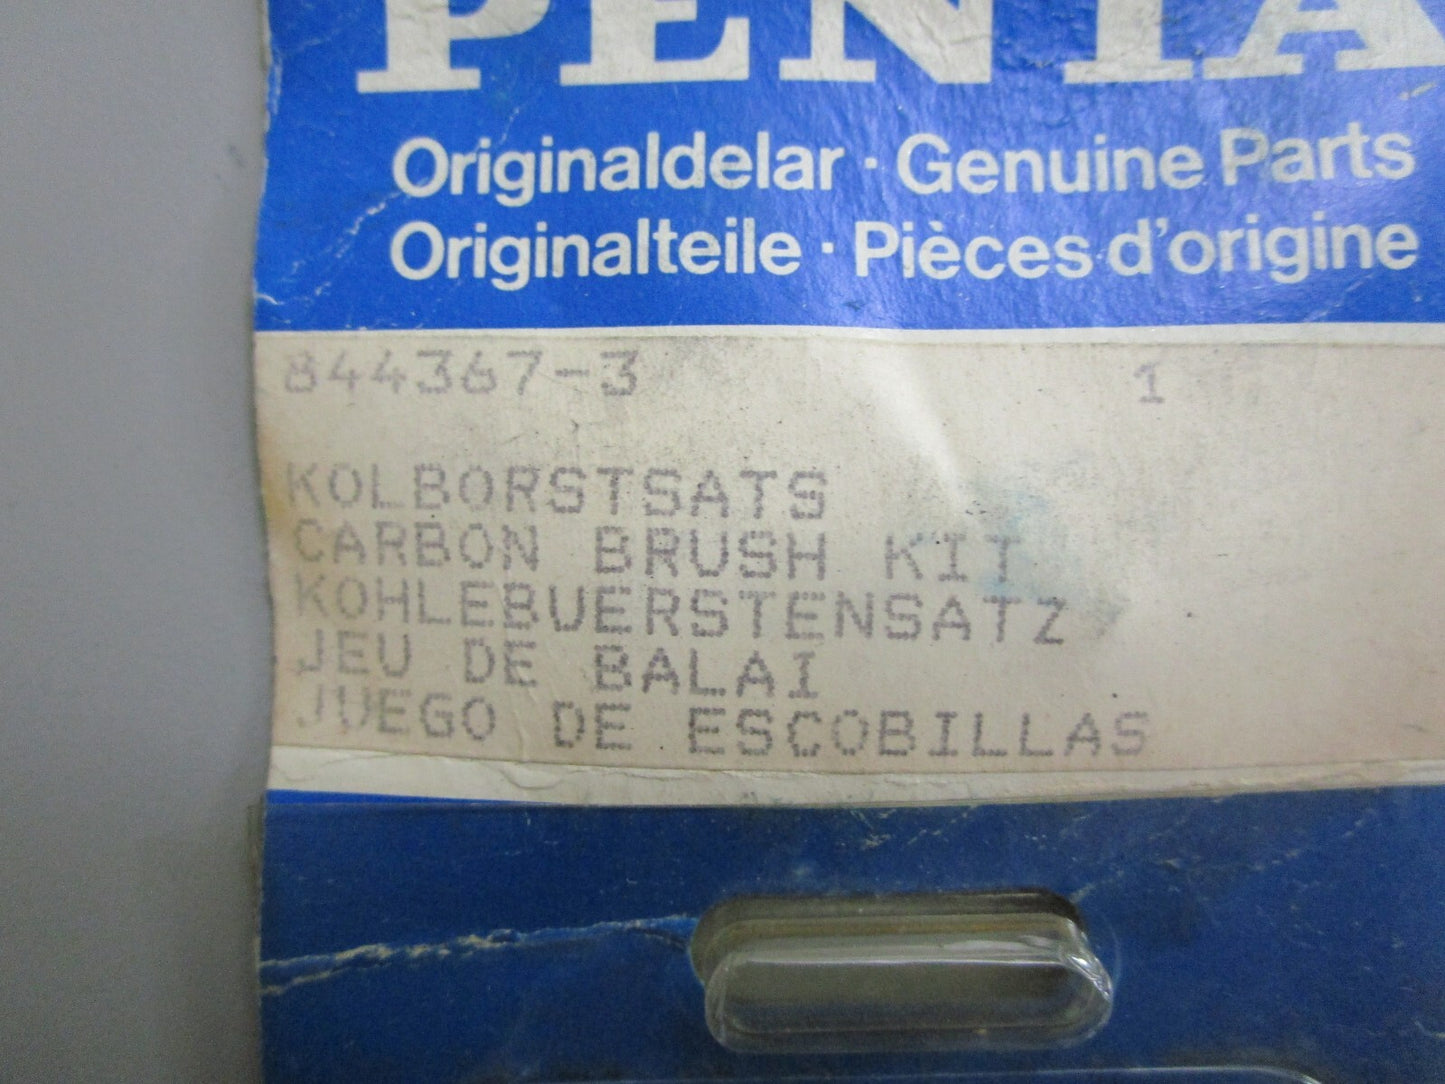 PENTA
Originaldelar · Genuine Parts
Originalteile · Pièces d'origine
844367-3 1
KOLBORSTSATS
CARBON BRUSH KIT
KOHLEBUERSTENSATZ
JEU DE BALAI
JUEGO DE ESCOBILLAS